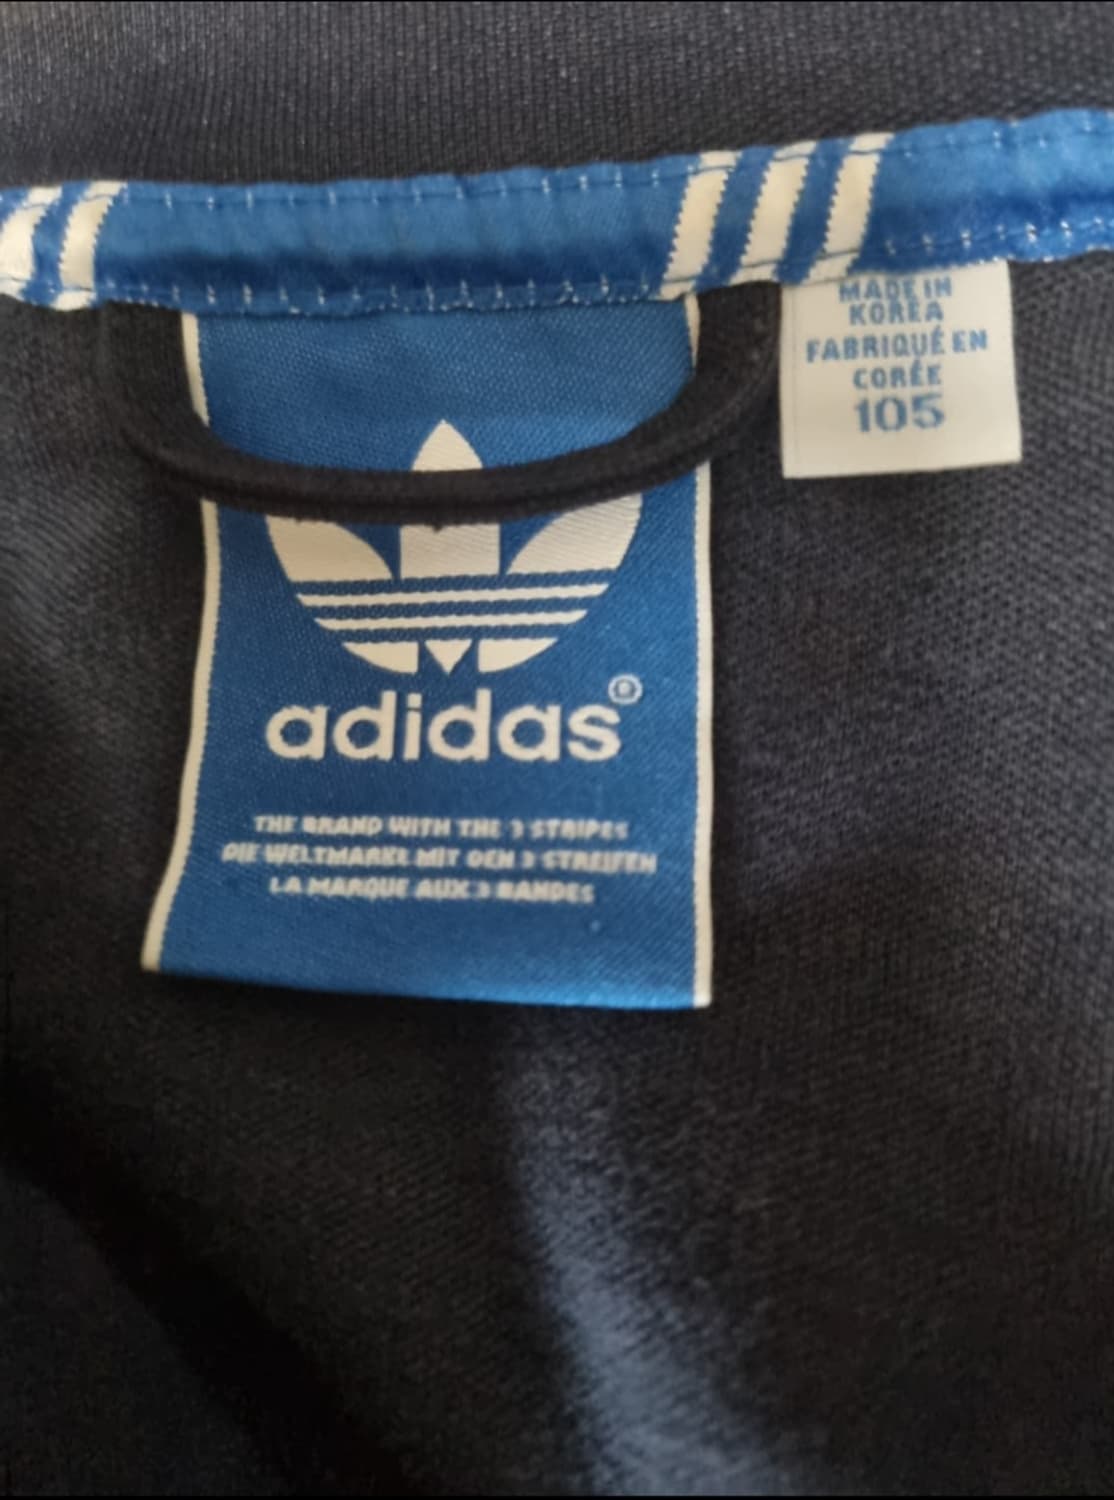 MADE IN
KOREA
FABRIQUÉ EN
CORÉE
105
adidas®
THE BRAND WITH THE 3 STRIPES
DIE WELTMARKE MIT DEN 3 STREIFEN
LA MARQUE AUX 3 BANDES